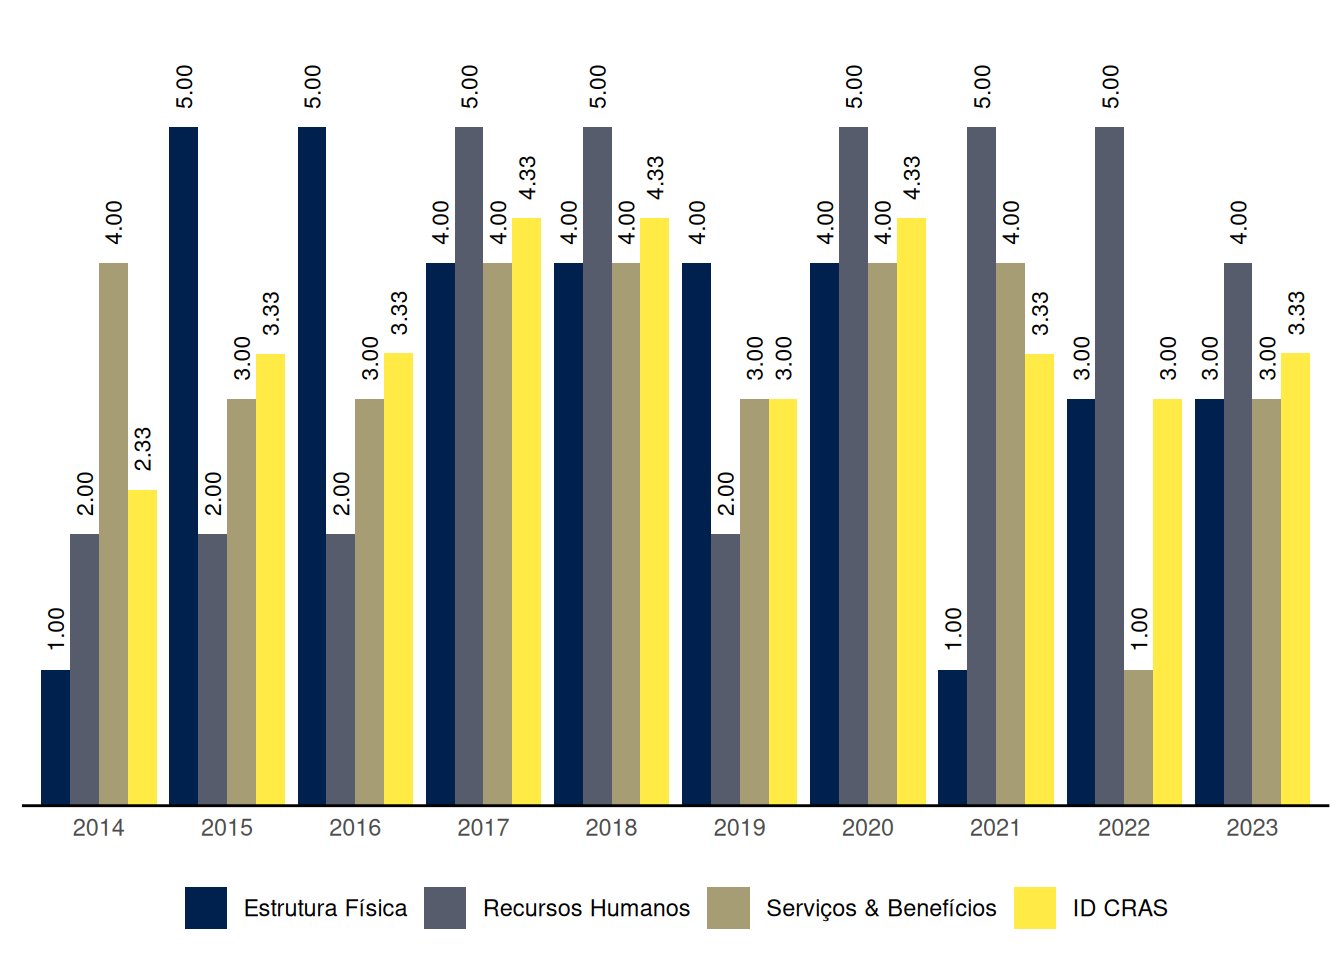 1.00 2.00 4.00 2.33 5.00 2.00 3.00 3.33 5.00 2.00 3.00 3.33 4.00 5.00 4.00 4.33 4.00 5.00 4.00 4.33 4.00 2.00 3.00 3.00 4.00 5.00 4.00 4.33 1.00 5.00 4.00 3.33 3.00 5.00 1.00 3.00 3.00 4.00 3.00 3.33
2014 2015 2016 2017 2018 2019 2020 2021 2022 2023
Estrutura Física Recursos Humanos Serviços & Benefícios ID CRAS